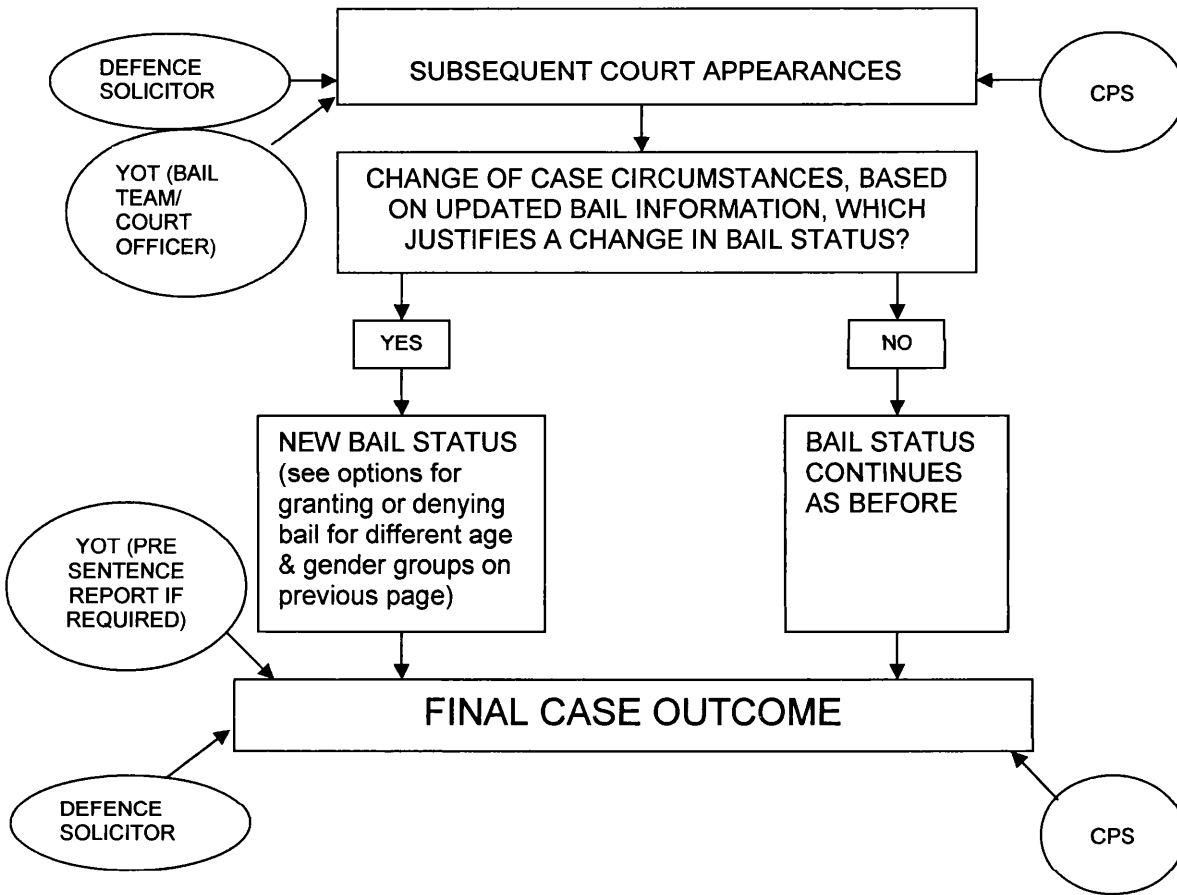 DEFENCE
SOLICITOR
SUBSEQUENT COURT APPEARANCES
CPS
YOT (BAIL
TEAM/
COURT
OFFICER)
CHANGE OF CASE CIRCUMSTANCES, BASED
ON UPDATED BAIL INFORMATION, WHICH
JUSTIFIES A CHANGE IN BAIL STATUS?
YES
NO
NEW BAIL STATUS
(see options for
granting or denying
bail for different age
& gender groups on
previous page)
BAIL STATUS
CONTINUES
AS BEFORE
YOT (PRE
SENTENCE
REPORT IF
REQUIRED)
FINAL CASE OUTCOME
DEFENCE
SOLICITOR
CPS